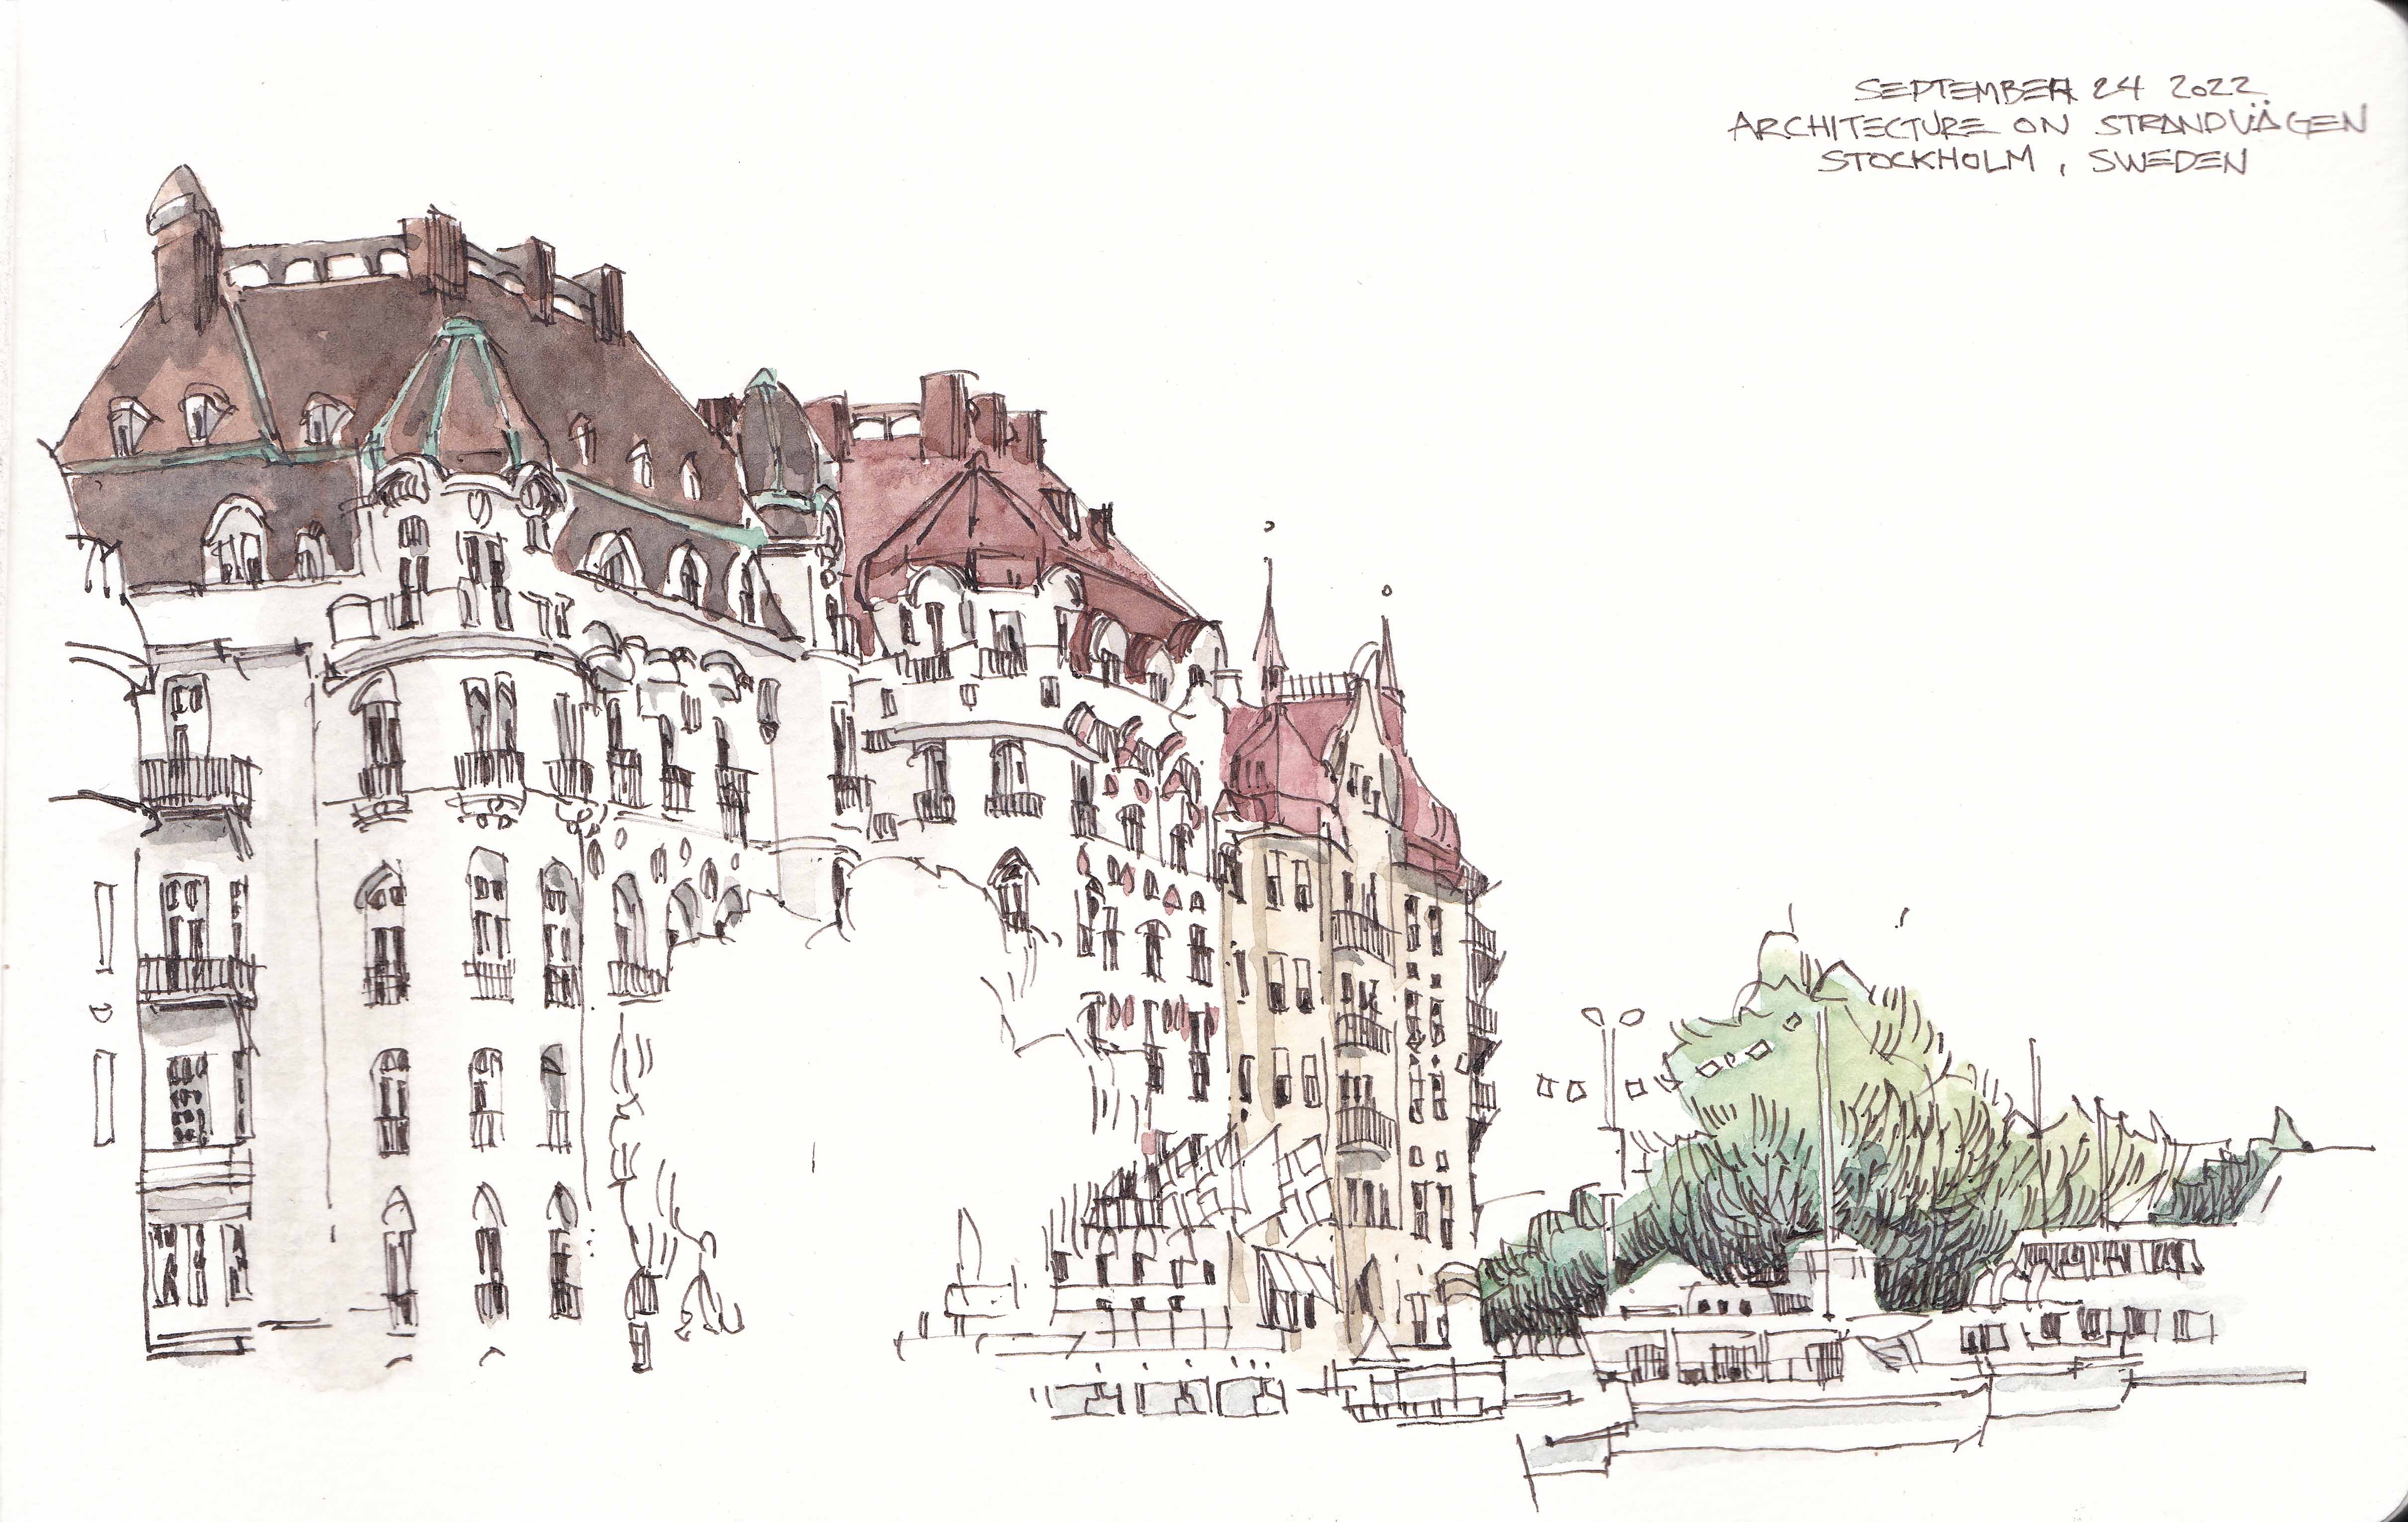 SEPTEMBER 24 2022
ARCHITECTURE ON STRANDVÄGEN
STOCKHOLM, SWEDEN